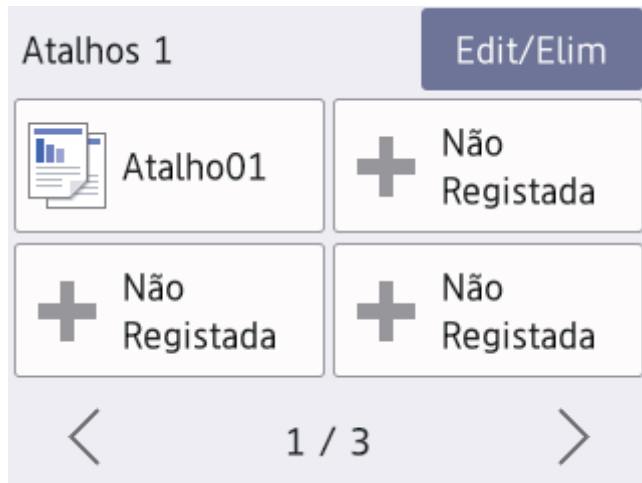 Atalhos 1
Edit/Elim
Atalho01
Não
Registada
Não
Registada
Não
Registada
1 / 3